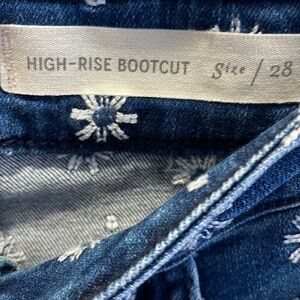 HIGH-RISE BOOTCUT Size / 28